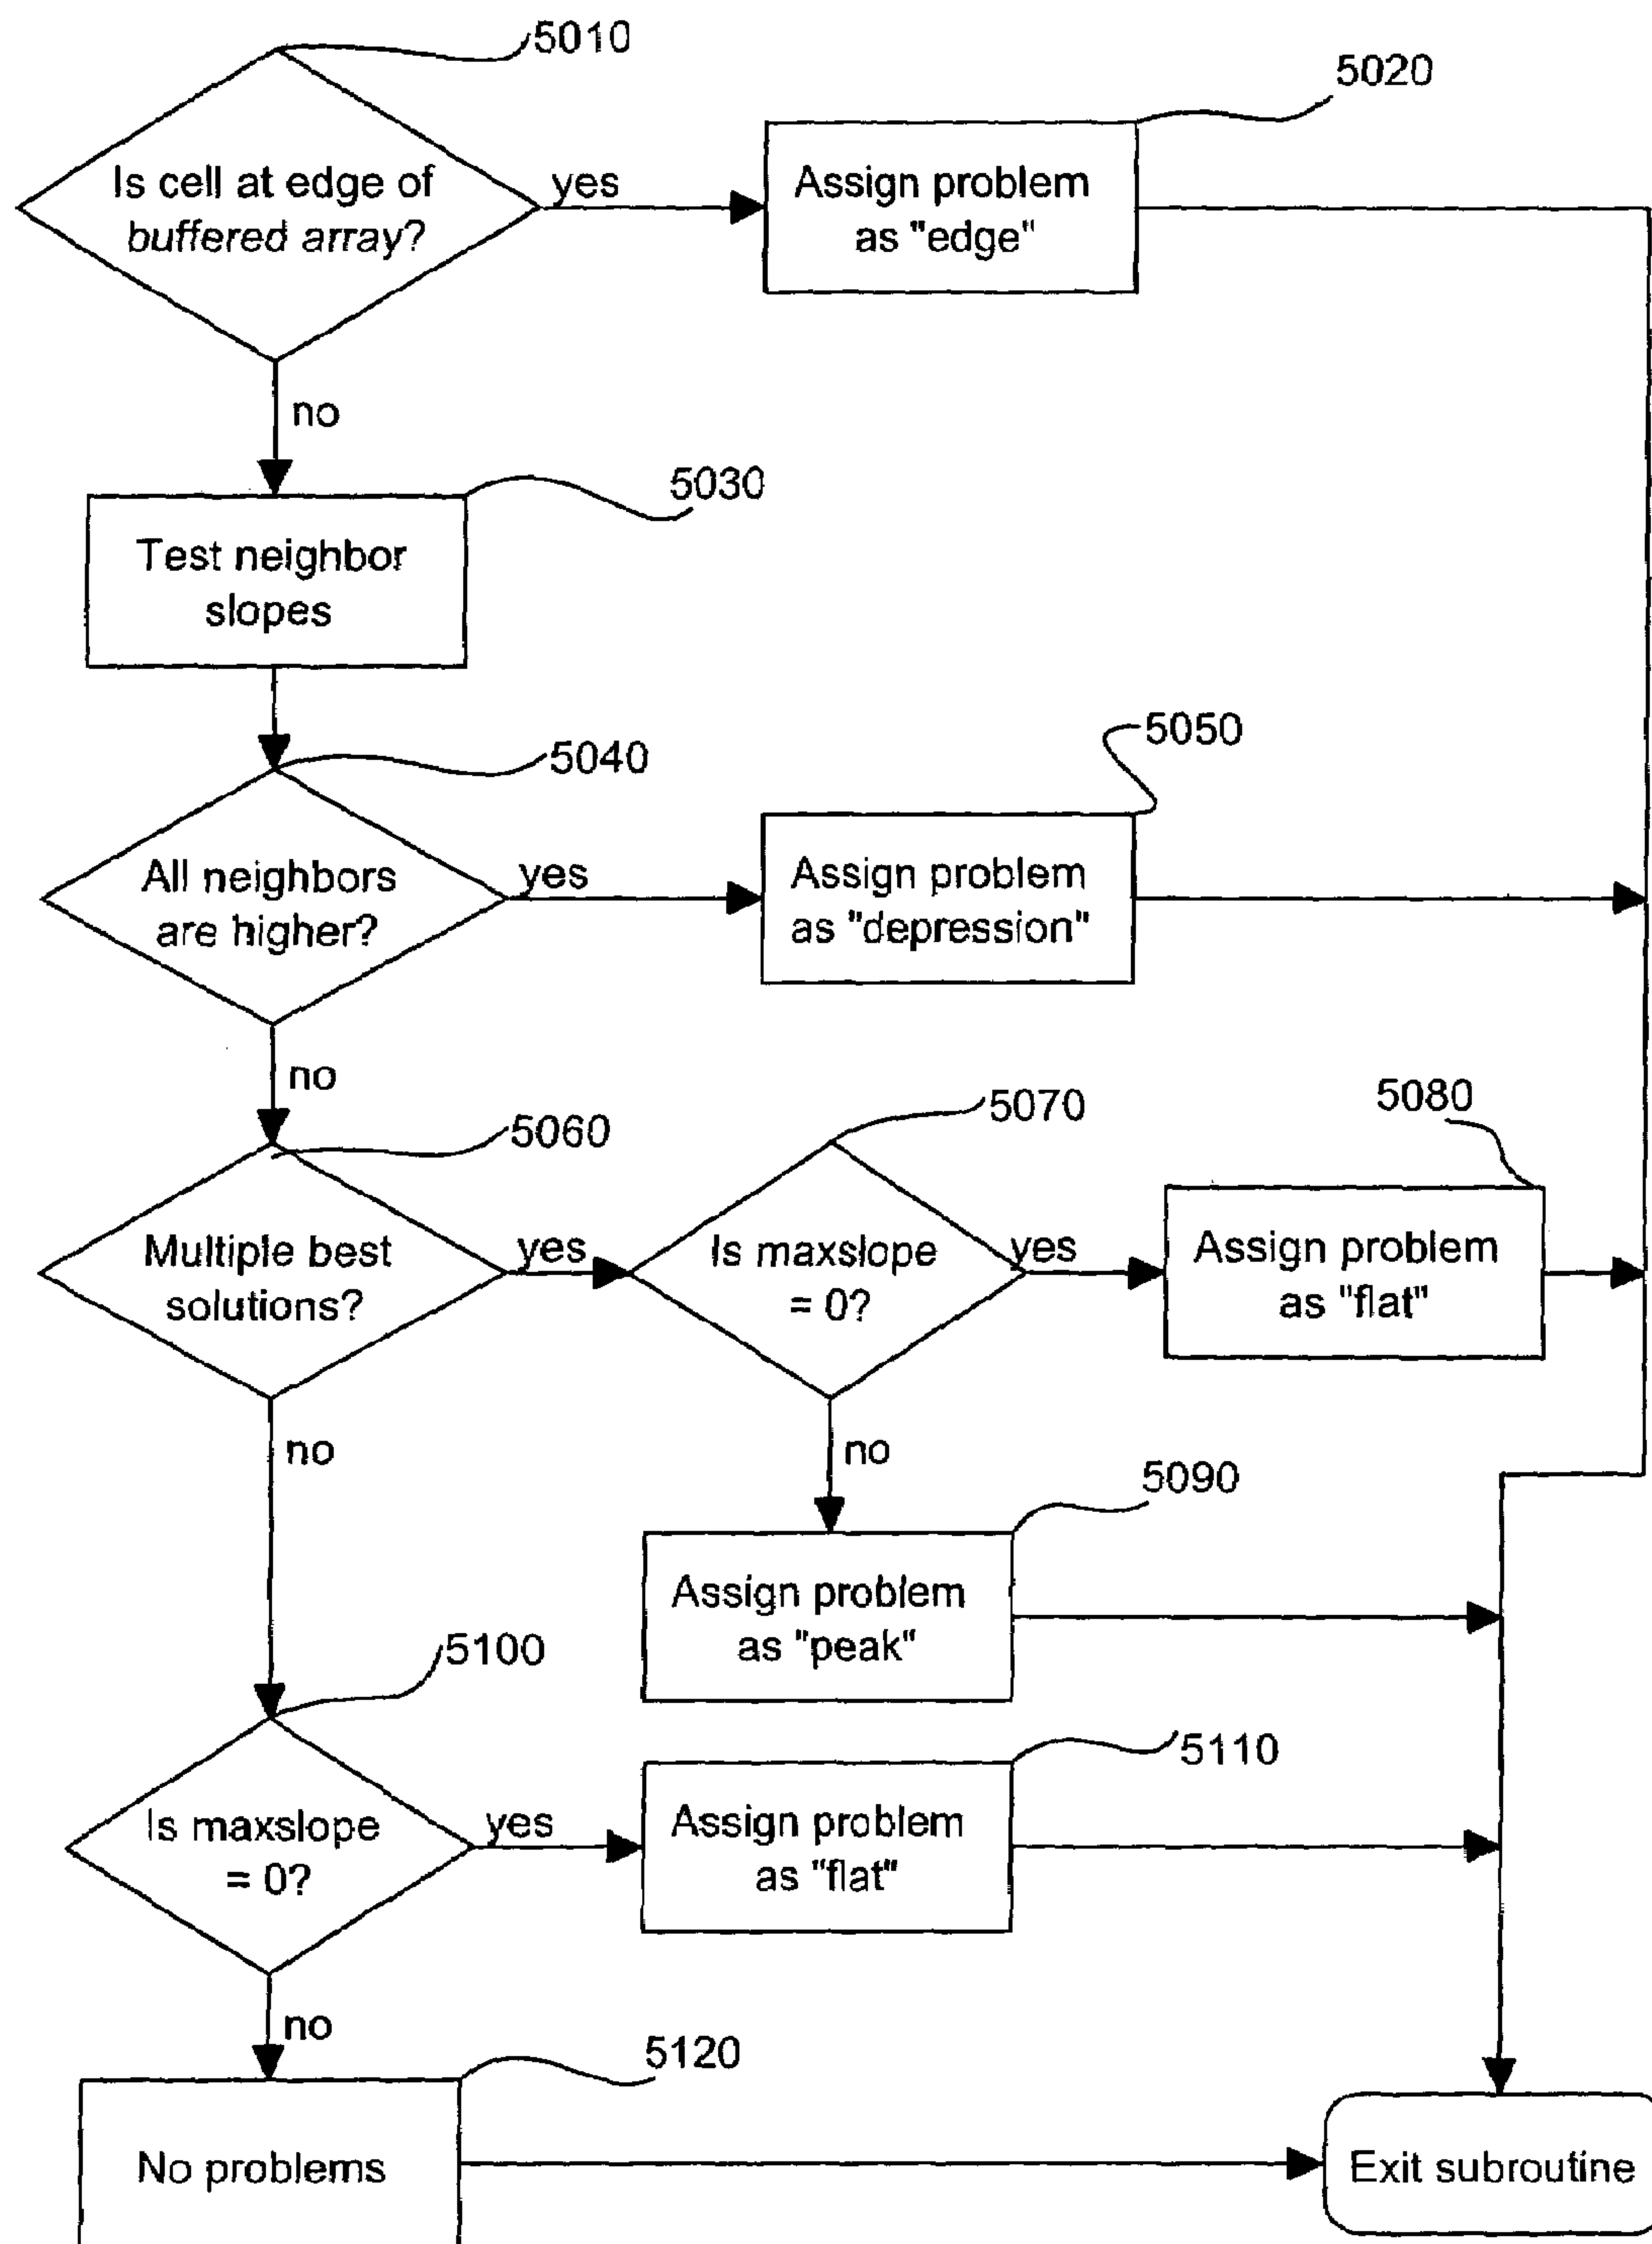 5010
5020
Is cell at edge of
buffered array?
yes
Assign problem
as "edge"
no
5030
Test neighbor
slopes
5040
5050
All neighbors
are higher?
yes
Assign problem
as "depression"
no
5060
5070
5080
Multiple best
solutions?
yes
Is maxslope
= 0?
yes
Assign problem
as "flat"
no
no
5090
Assign problem
as "peak"
5100
5110
Is maxslope
= 0?
yes
Assign problem
as "flat"
no
5120
No problems
Exit subroutine